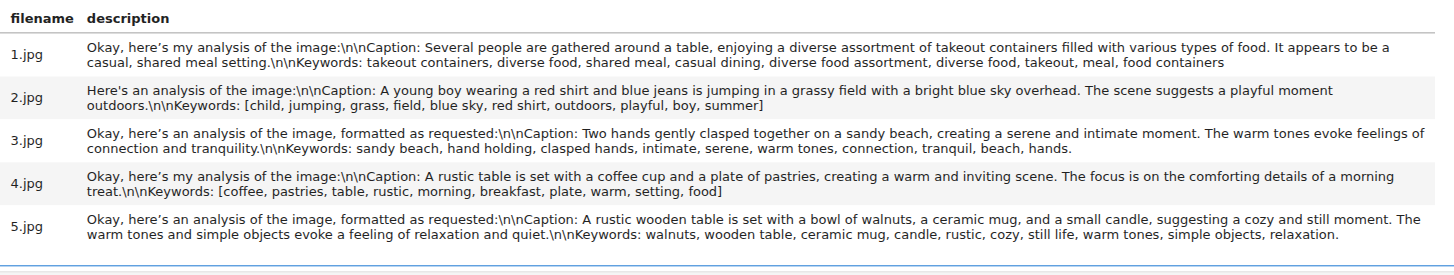 filename description
1.jpg Okay, here’s my analysis of the image:\n\nCaption: Several people are gathered around a table, enjoying a diverse assortment of takeout containers filled with various types of food. It appears to be a
casual, shared meal setting.\n\nKeywords: takeout containers, diverse food, shared meal, casual dining, diverse food assortment, diverse food, takeout, meal, food containers
2.jpg Here's an analysis of the image:\n\nCaption: A young boy wearing a red shirt and blue jeans is jumping in a grassy field with a bright blue sky overhead. The scene suggests a playful moment
outdoors.\n\nKeywords: [child, jumping, grass, field, blue sky, red shirt, outdoors, playful, boy, summer]
3.jpg Okay, here’s an analysis of the image, formatted as requested:\n\nCaption: Two hands gently clasped together on a sandy beach, creating a serene and intimate moment. The warm tones evoke feelings of
connection and tranquility.\n\nKeywords: sandy beach, hand holding, clasped hands, intimate, serene, warm tones, connection, tranquil, beach, hands.
4.jpg Okay, here’s my analysis of the image:\n\nCaption: A rustic table is set with a coffee cup and a plate of pastries, creating a warm and inviting scene. The focus is on the comforting details of a morning
treat.\n\nKeywords: [coffee, pastries, table, rustic, morning, breakfast, plate, warm, setting, food]
5.jpg Okay, here’s an analysis of the image, formatted as requested:\n\nCaption: A rustic wooden table is set with a bowl of walnuts, a ceramic mug, and a small candle, suggesting a cozy and still moment. The
warm tones and simple objects evoke a feeling of relaxation and quiet.\n\nKeywords: walnuts, wooden table, ceramic mug, candle, rustic, cozy, still life, warm tones, simple objects, relaxation.